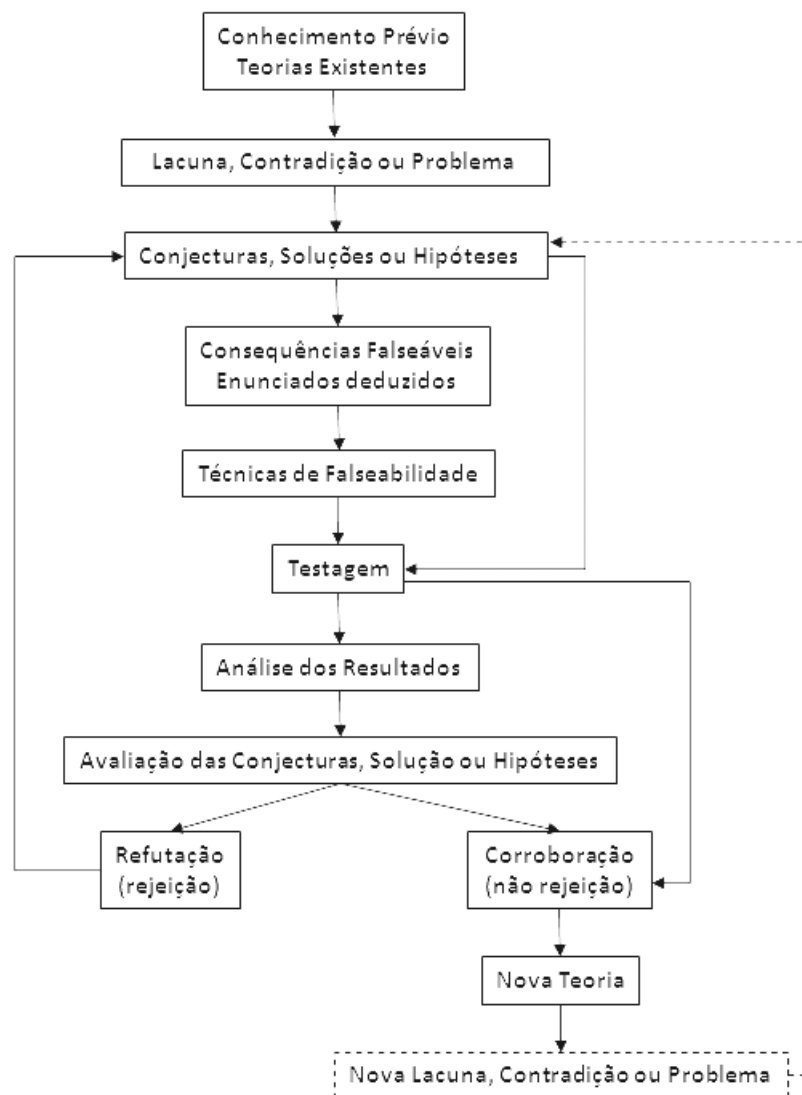 Conhecimento Prévio
Teorias Existentes
Lacuna, Contradição ou Problema
Conjecturas, Soluções ou Hipóteses
Consequências Falseáveis
Enunciados deduzidos
Técnicas de Falseabilidade
Testagem
Análise dos Resultados
Avaliação das Conjecturas, Solução ou Hipóteses
Refutação
(rejeição)
Corroboração
(não rejeição)
Nova Teoria
Nova Lacuna, Contradição ou Problema